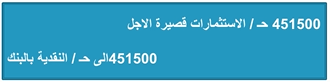 451500 حـ / الاستثمارات قصيرة الاجل
451500الى حـ / النقدية بالبنك